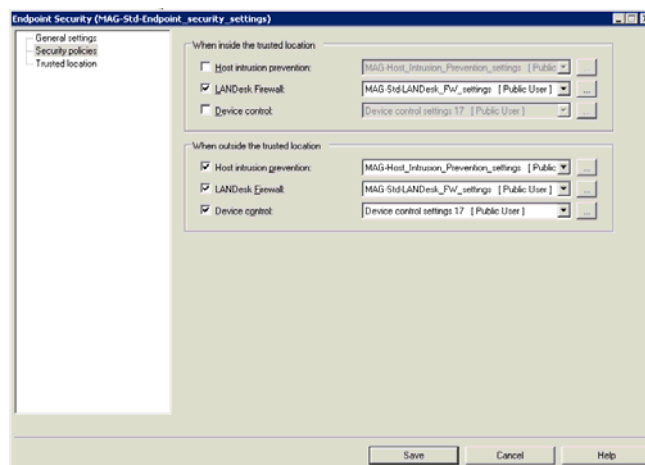 Endpoint Security (MAG-Std-Endpoint_security_settings)
General settings
Security policies
Trusted location
When inside the trusted location
Host intrusion prevention:
MAG-Host_Intrusion_Prevention_settings [ Public
...
LANDesk Firewall:
MAG-Std-LANDesk_FW_settings [ Public User ]
...
Device control:
Device control settings 17 [ Public User ]
...
When outside the trusted location
Host intrusion prevention:
MAG-Host_Intrusion_Prevention_settings [ Public
...
LANDesk Firewall:
MAG-Std-LANDesk_FW_settings [ Public User ]
...
Device control:
Device control settings 17 [ Public User ]
...
Save
Cancel
Help